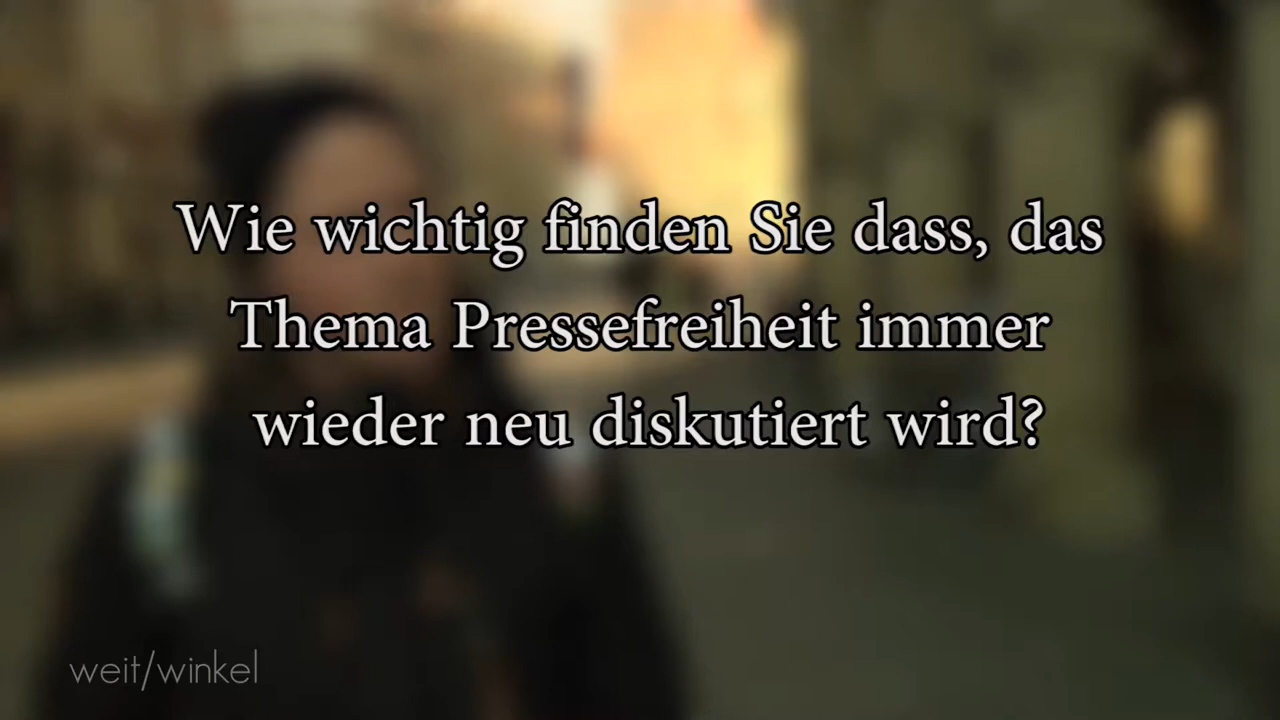 Wie wichtig finden Sie dass, das
Thema Pressefreiheit immer
wieder neu diskutiert wird?
weit/winkel